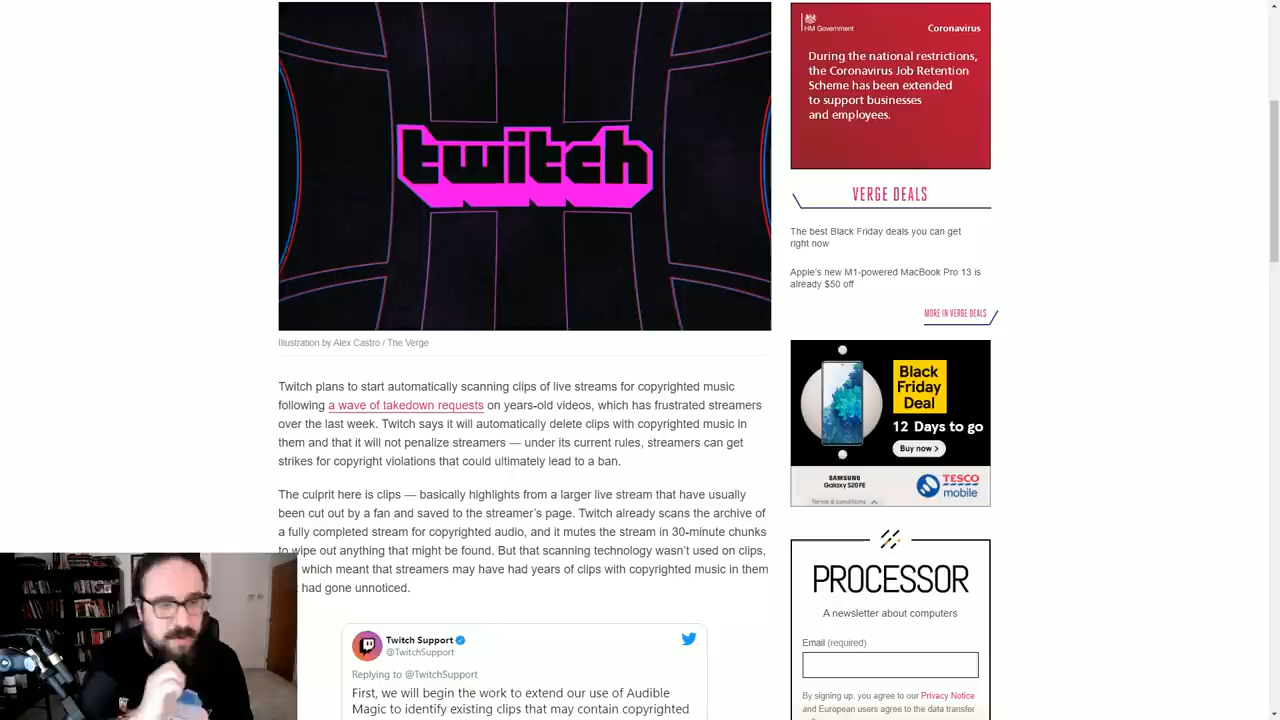 twitch
Illustration by Alex Castro / The Verge
Twitch plans to start automatically scanning clips of live streams for copyrighted music
following a wave of takedown requests on years-old videos, which has frustrated streamers
over the last week. Twitch says it will automatically delete clips with copyrighted music in
them and that it will not penalize streamers — under its current rules, streamers can get
strikes for copyright violations that could ultimately lead to a ban.
The culprit here is clips — basically highlights from a larger live stream that have usually
been cut out by a fan and saved to the streamer's page. Twitch already scans the archive of
a fully completed stream for copyrighted audio, and it mutes the stream in 30-minute chunks
to wipe out anything that might be found. But that scanning technology wasn't used on clips,
which meant that streamers may have had years of clips with copyrighted music in them
had gone unnoticed.
Twitch Support
@TwitchSupport
Replying to @TwitchSupport
First, we will begin the work to extend our use of Audible
Magic to identify existing clips that may contain copyrighted
HM Government
Coronavirus
During the national restrictions,
the Coronavirus Job Retention
Scheme has been extended
to support businesses
and employees.
VERGE DEALS
The best Black Friday deals you can get
right now
Apple's new M1-powered MacBook Pro 13 is
already $50 off
MORE IN VERGE DEALS
Black
Friday
Deal
12 Days to go
Buy now >
SAMSUNG
Galaxy S20 FE
TESCO
mobile
Terms & conditions
PROCESSOR
A newsletter about computers
Email (required)
By signing up, you agree to our Privacy Notice
and European users agree to the data transfer